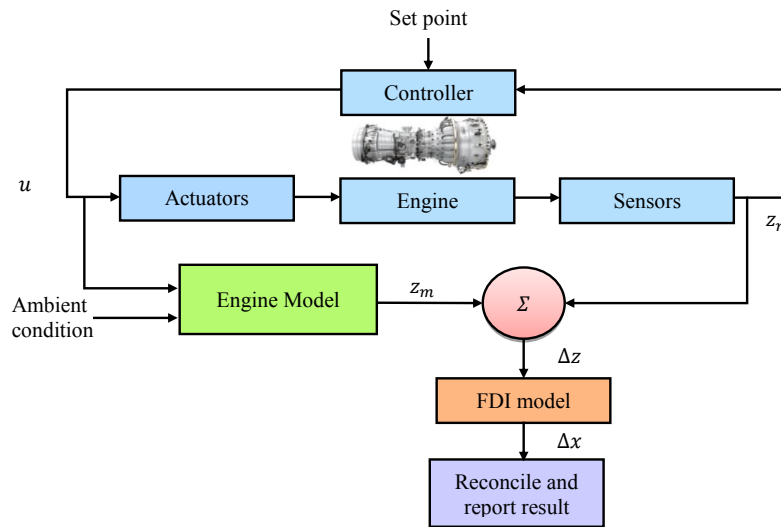 Set point
Controller
u
Actuators
Engine
Sensors
Engine Model
z_m
Σ
Ambient
condition
Δz
FDI model
Δx
Reconcile and
report result